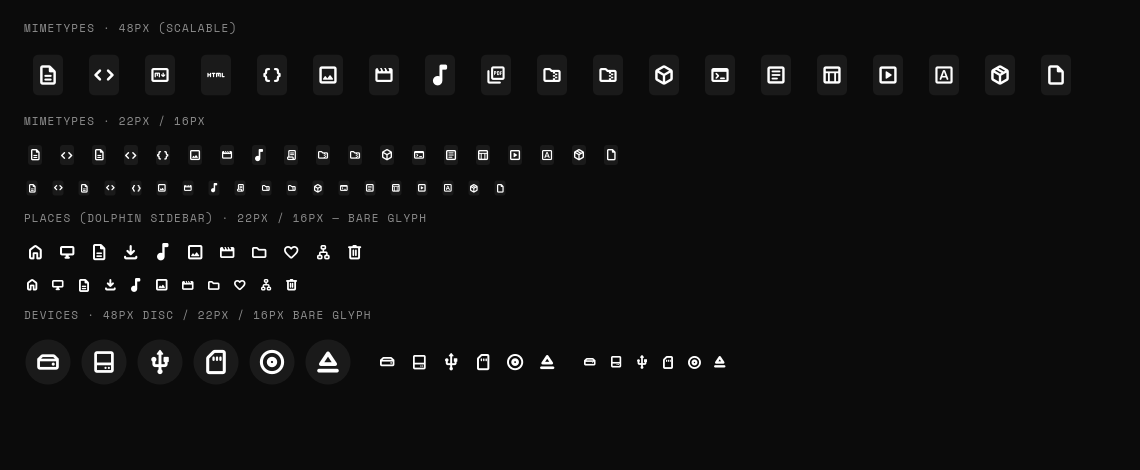 MIMETYPES · 48PX (SCALABLE)
HTML PDF A
MIMETYPES · 22PX / 16PX
A
A
PLACES (DOLPHIN SIDEBAR) · 22PX / 16PX — BARE GLYPH
DEVICES · 48PX DISC / 22PX / 16PX BARE GLYPH